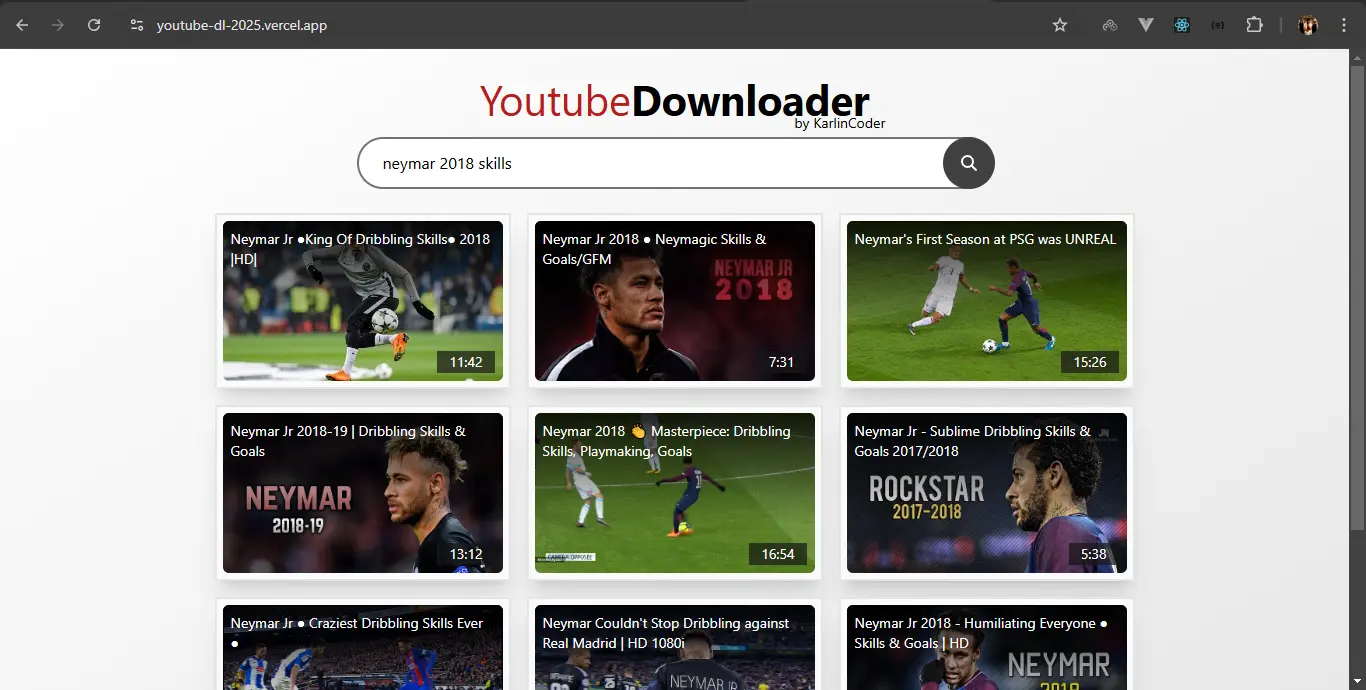 youtube-dl-2025.vercel.app
YoutubeDownloader
by KarlinCoder
neymar 2018 skills
Neymar Jr ●King Of Dribbling Skills● 2018
|HD|
11:42
Neymar Jr 2018 ● Neymagic Skills &
Goals/GFM
NEYMAR JR
2018
7:31
Neymar's First Season at PSG was UNREAL
15:26
Neymar Jr 2018-19 | Dribbling Skills &
Goals
NEYMAR
2018-19
13:12
Neymar 2018 👏 Masterpiece: Dribbling
Skills, Playmaking, Goals
CAMERA OPPOSÉE
16:54
Neymar Jr - Sublime Dribbling Skills &
Goals 2017/2018
ROCKSTAR
2017-2018
5:38
Neymar Jr ● Craziest Dribbling Skills Ever
●
Neymar Couldn't Stop Dribbling against
Real Madrid | HD 1080i
NEYMAR JR
Neymar Jr 2018 - Humiliating Everyone ●
Skills & Goals | HD
NEYMAR
2018